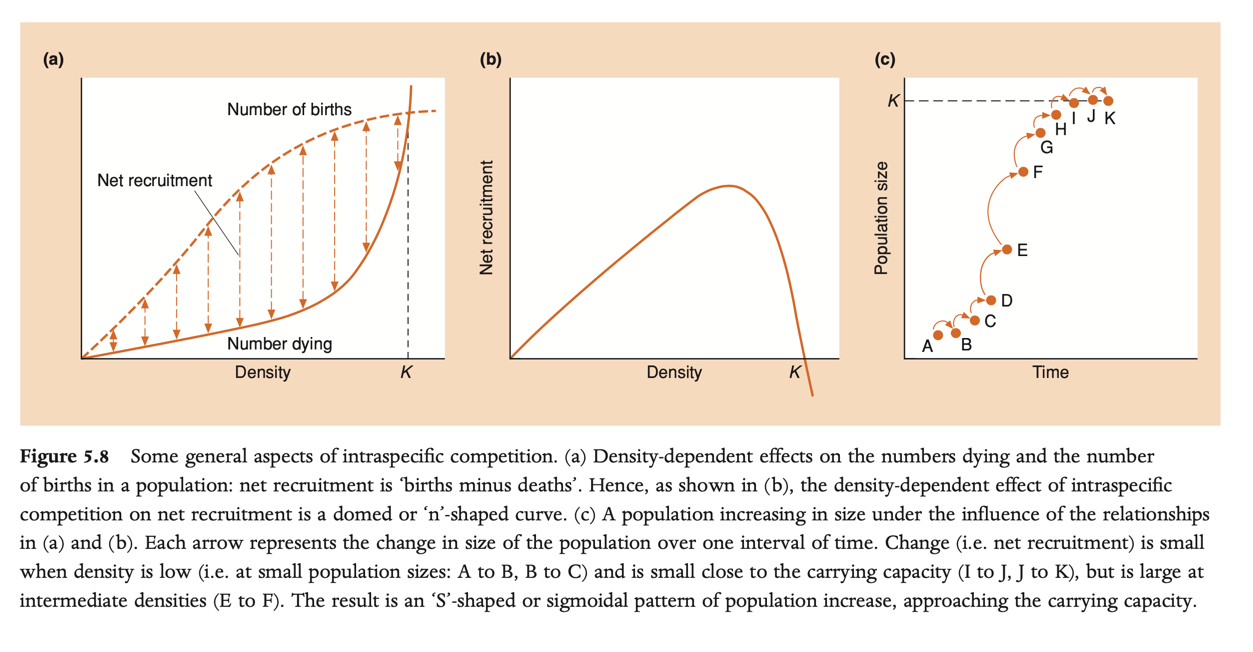 (a)
Number of births
Net recruitment
Number dying
Density
K
(b)
Net recruitment
Density
K
(c)
K
Population size
A
B
C
D
E
F
G
H
I
J
K
Time
Figure 5.8 Some general aspects of intraspecific competition. (a) Density-dependent effects on the numbers dying and the number
of births in a population: net recruitment is ‘births minus deaths’. Hence, as shown in (b), the density-dependent effect of intraspecific
competition on net recruitment is a domed or ‘n’-shaped curve. (c) A population increasing in size under the influence of the relationships
in (a) and (b). Each arrow represents the change in size of the population over one interval of time. Change (i.e. net recruitment) is small
when density is low (i.e. at small population sizes: A to B, B to C) and is small close to the carrying capacity (I to J, J to K), but is large at
intermediate densities (E to F). The result is an ‘S’-shaped or sigmoidal pattern of population increase, approaching the carrying capacity.